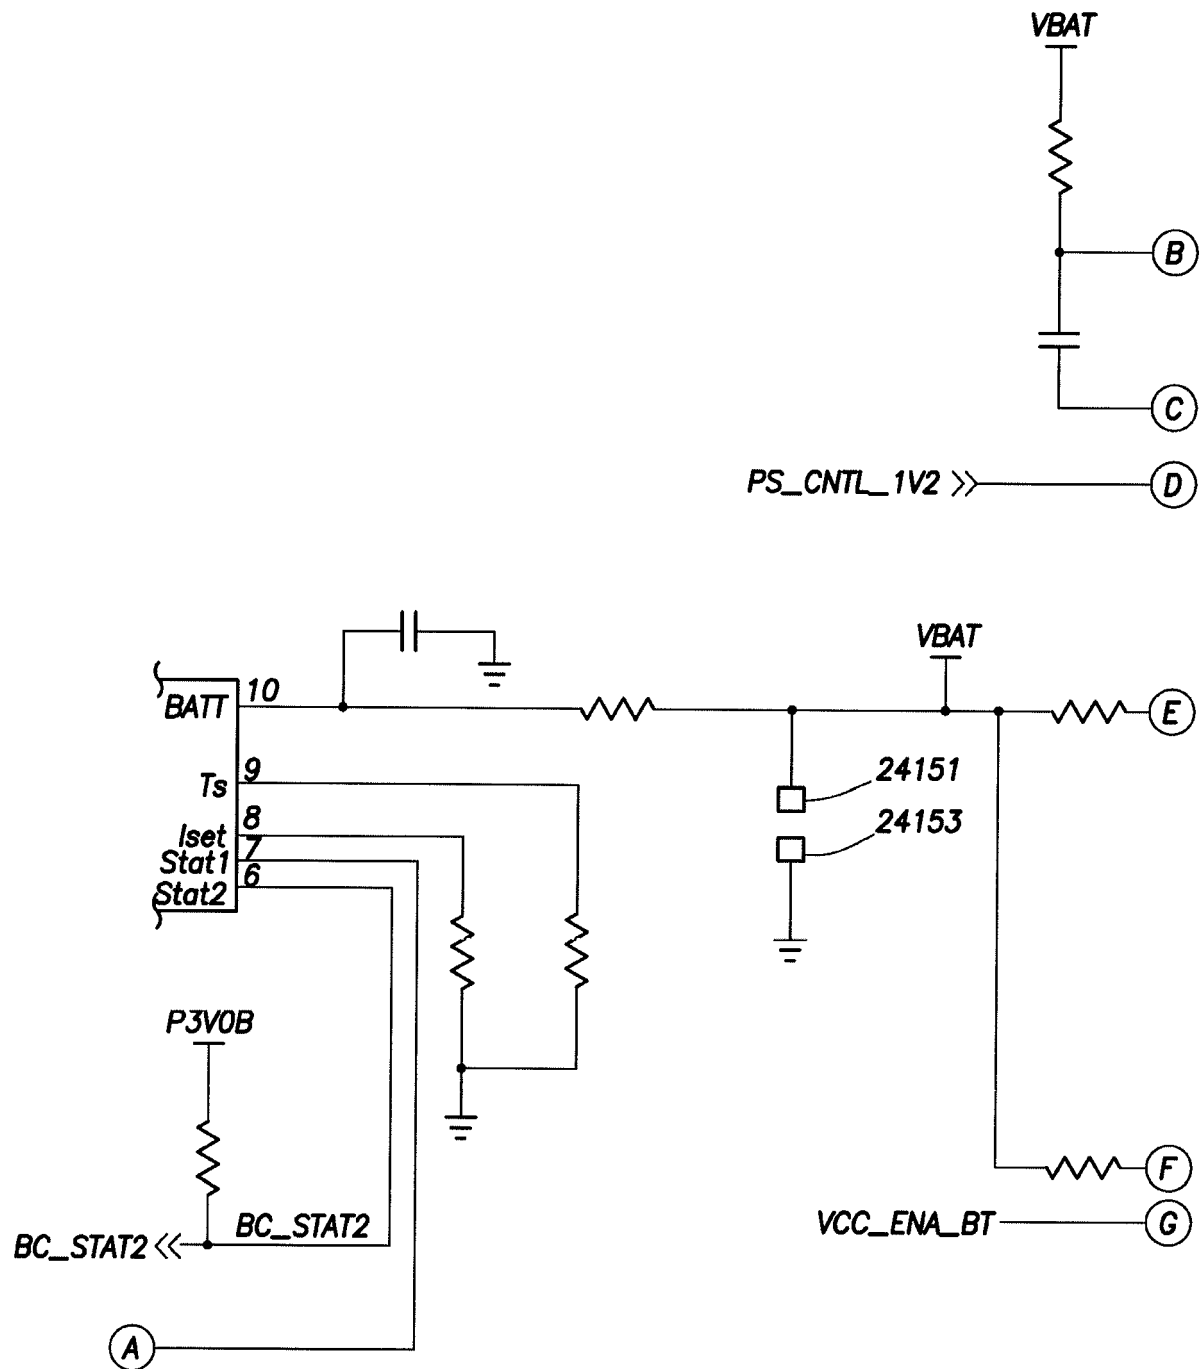 VBAT
B
C
PS_CNTL_1V2
D
VBAT
BATT
10
E
Ts
9
24151
Iset
8
24153
Stat1
7
Stat2
6
P3V0B
F
BC_STAT2
BC_STAT2
VCC_ENA_BT
G
A